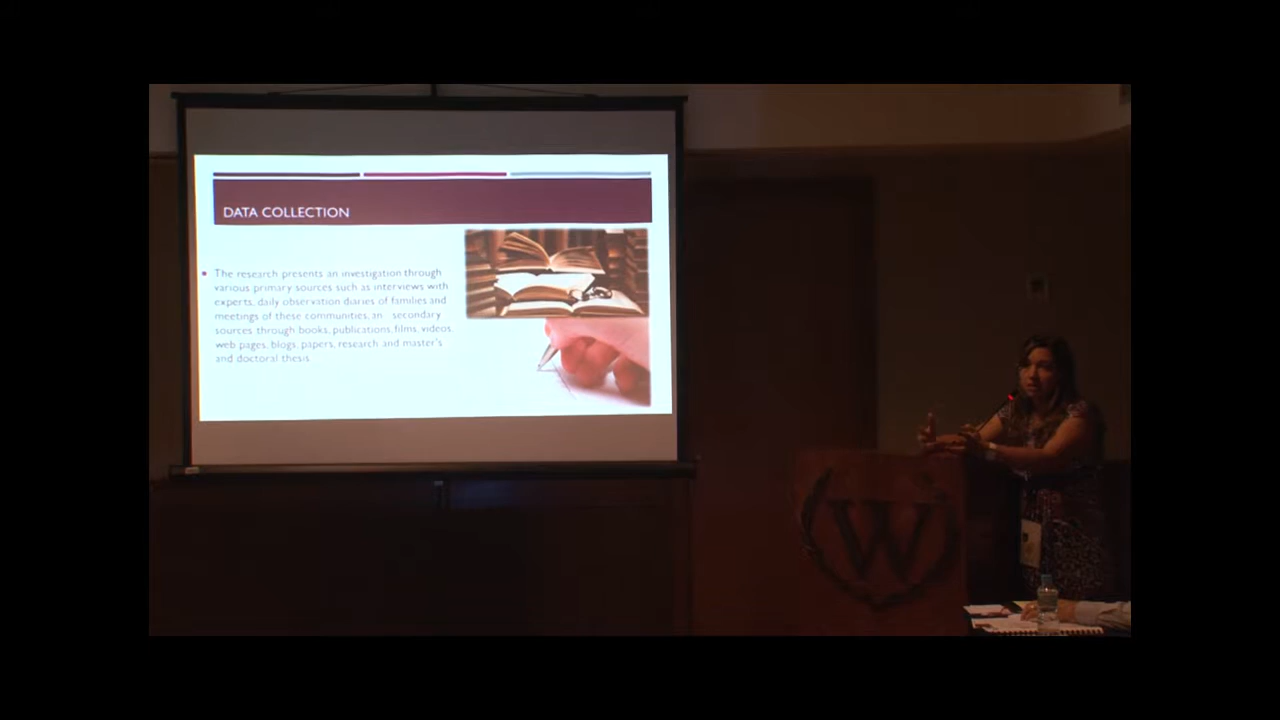 DATA COLLECTION
The research presents an investigation through
various primary sources such as interviews with
experts, daily observation diaries of families and
meetings of these communities, an secondary
sources through books, publications, films, videos,
web pages, blogs, papers, research and master's
and doctoral thesis
W